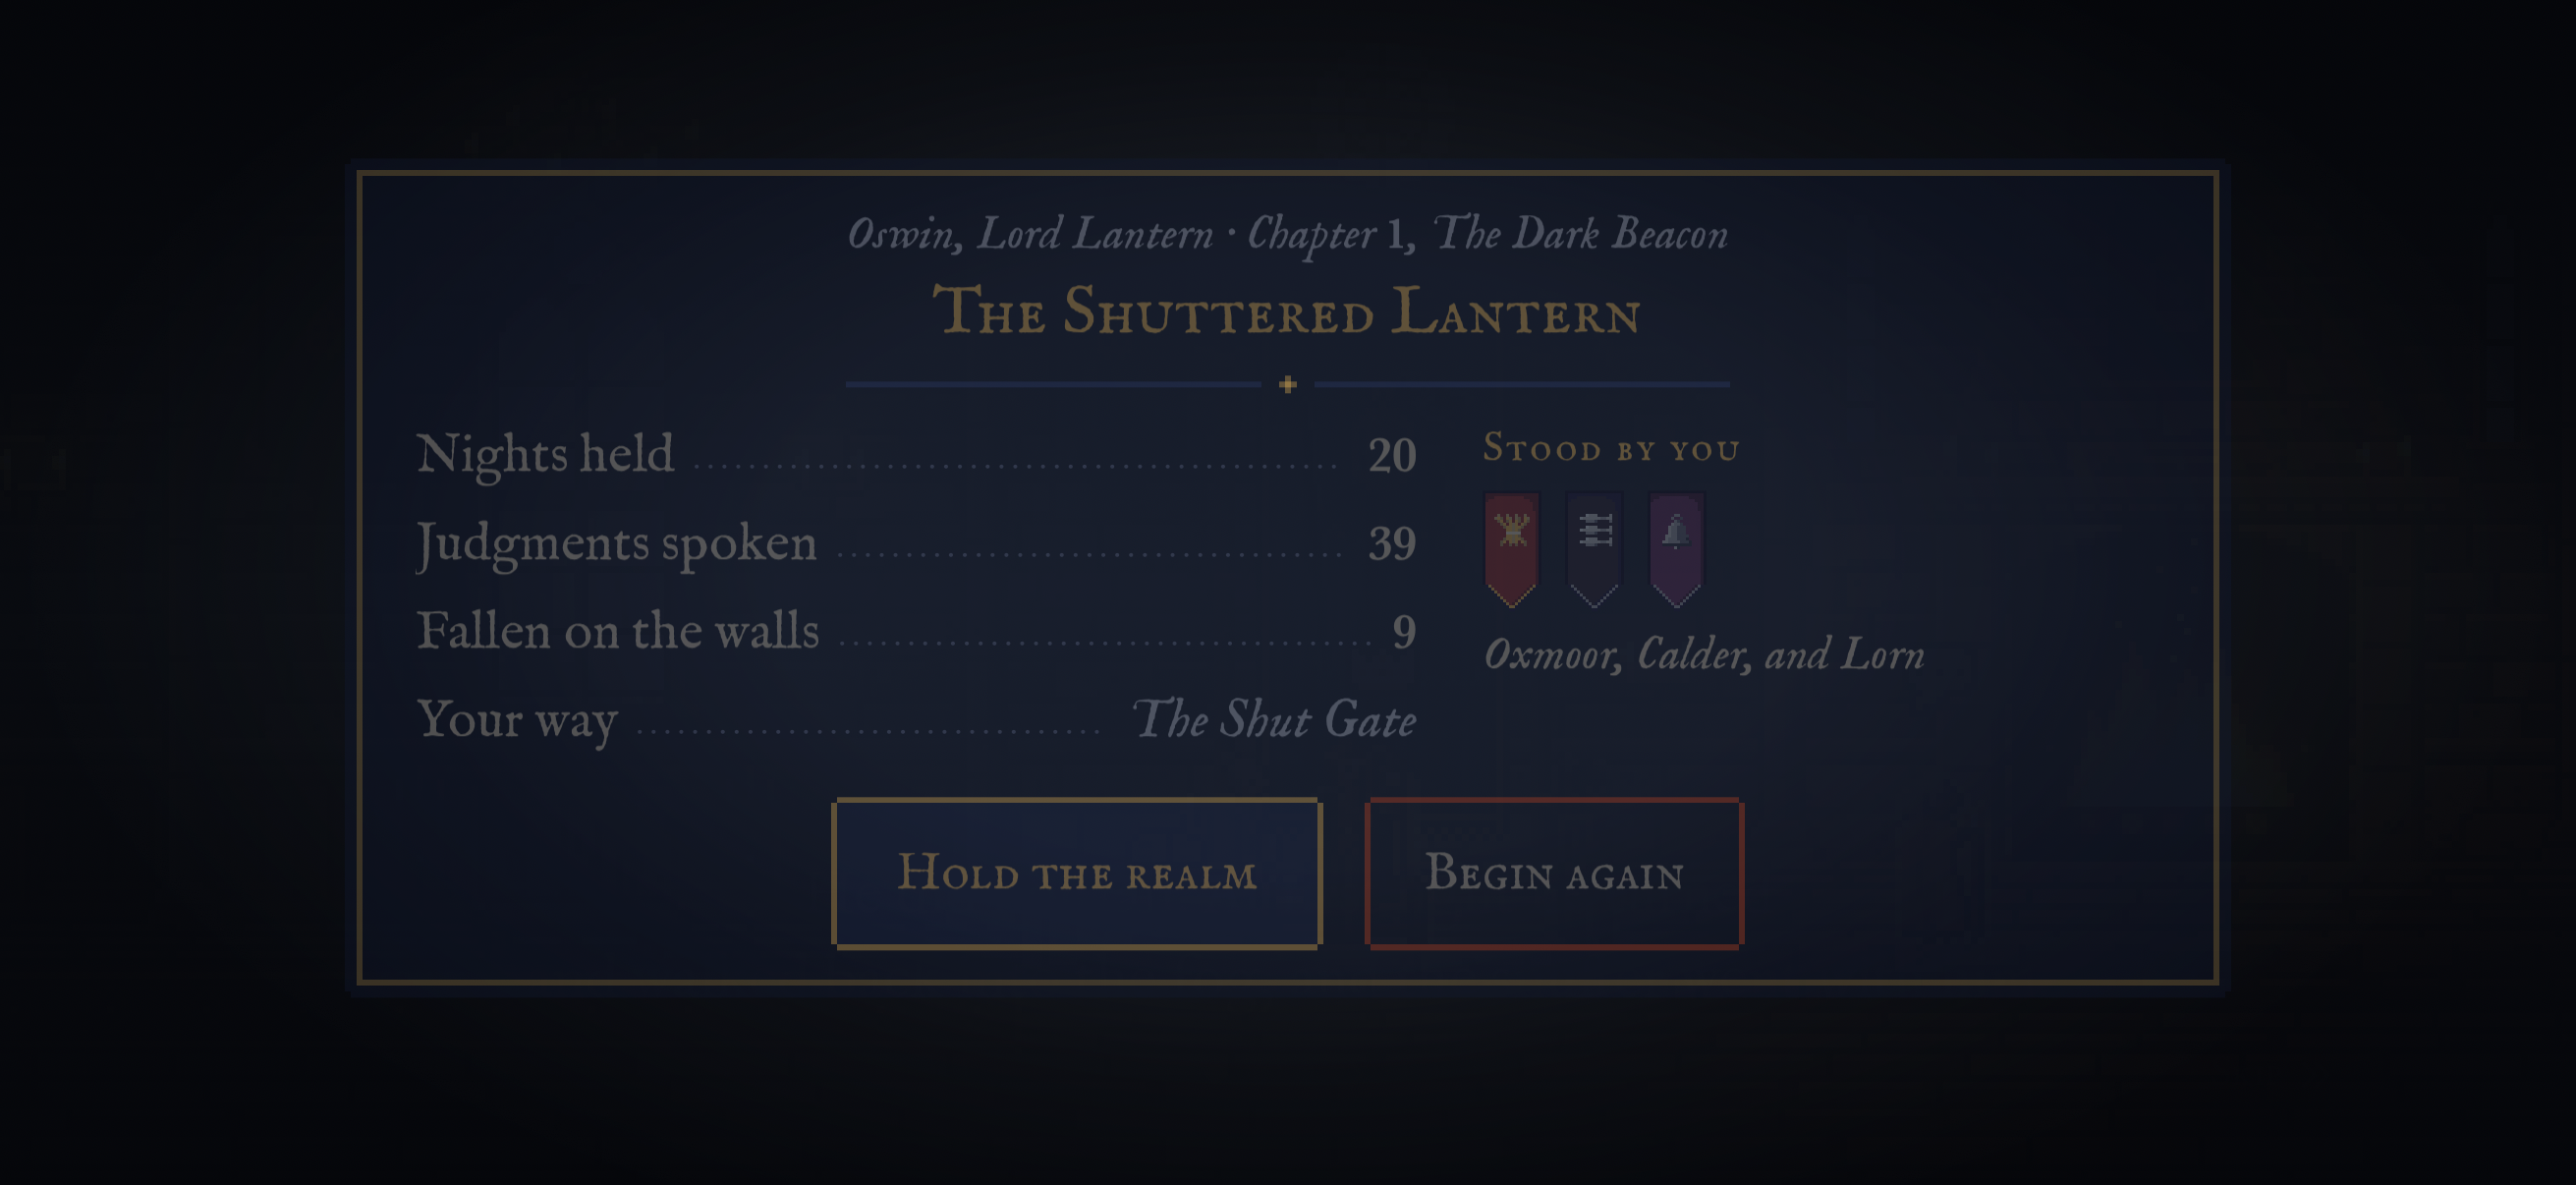 Oswin, Lord Lantern · Chapter 1, The Dark Beacon
The Shuttered Lantern
Nights held 20
Judgments spoken 39
Fallen on the walls 9
Your way The Shut Gate
Stood by you
Oxmoor, Calder, and Lorn
Hold the realm
Begin again